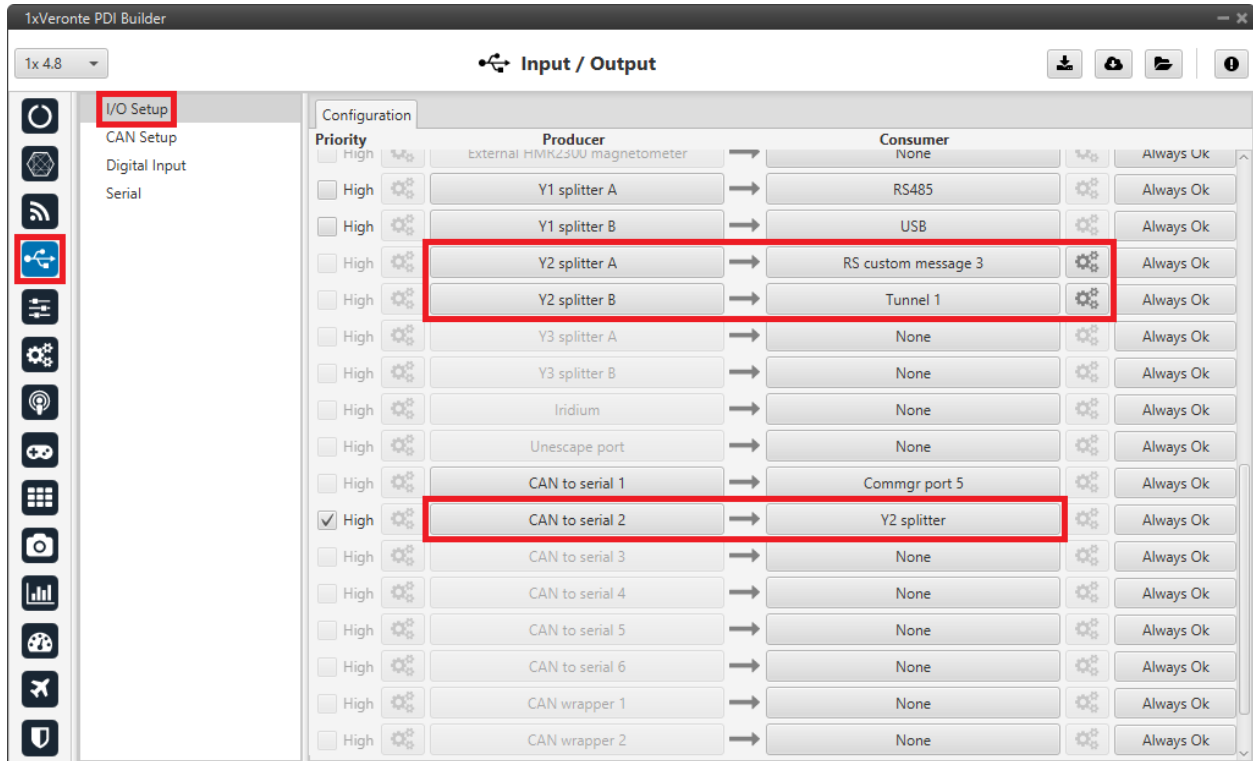 1xVeronte PDI Builder
1x 4.8
Input / Output
I/O Setup
CAN Setup
Digital Input
Serial
Configuration
Priority Producer Consumer
High External HMR2300 magnetometer None Always Ok
High Y1 splitter A RS485 Always Ok
High Y1 splitter B USB Always Ok
High Y2 splitter A RS custom message 3 Always Ok
High Y2 splitter B Tunnel 1 Always Ok
High Y3 splitter A None Always Ok
High Y3 splitter B None Always Ok
High Iridium None Always Ok
High Unescape port None Always Ok
High CAN to serial 1 Commgr port 5 Always Ok
High CAN to serial 2 Y2 splitter Always Ok
High CAN to serial 3 None Always Ok
High CAN to serial 4 None Always Ok
High CAN to serial 5 None Always Ok
High CAN to serial 6 None Always Ok
High CAN wrapper 1 None Always Ok
High CAN wrapper 2 None Always Ok